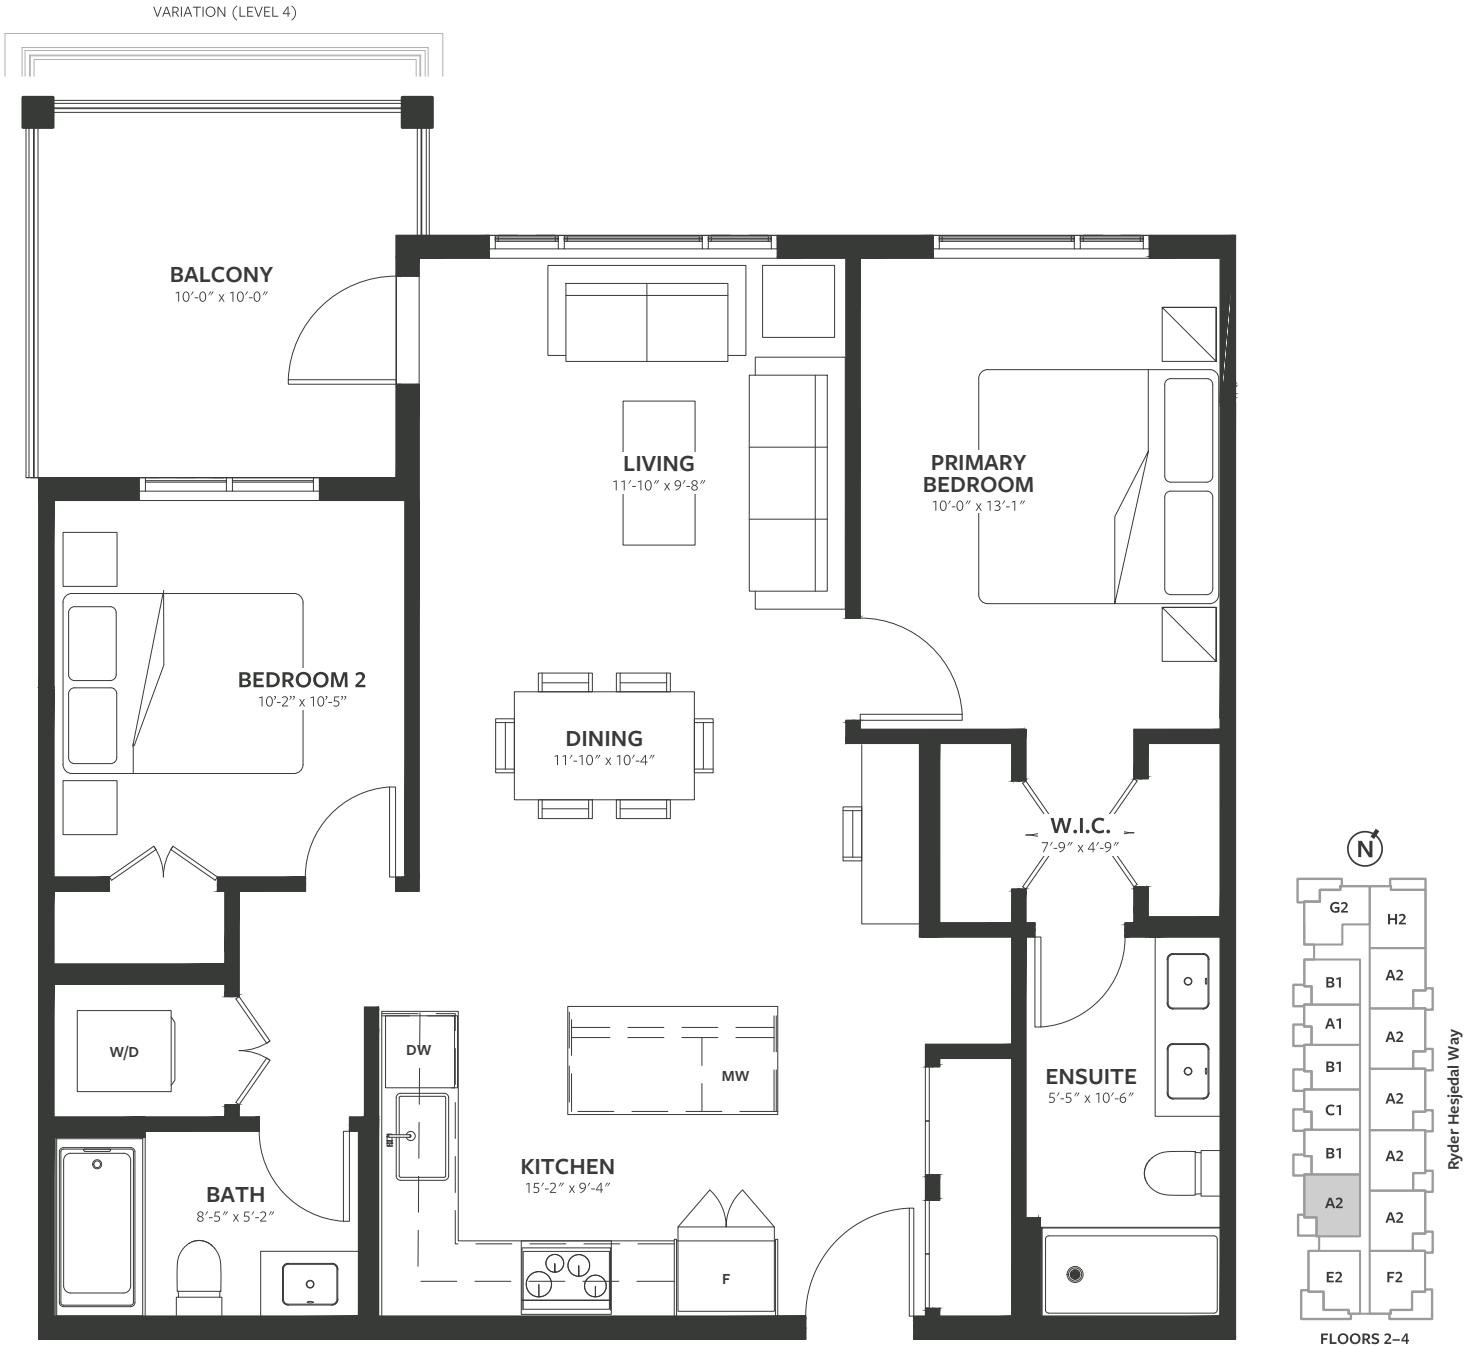 VARIATION (LEVEL 4)
BALCONY
10′-0″ x 10′-0″
LIVING
11′-10″ x 9′-8″
PRIMARY
BEDROOM
10′-0″ x 13′-1″
BEDROOM 2
10’-2” x 10’-5”
DINING
11′-10″ x 10′-4″
W.I.C.
7′-9″ x 4′-9″
W/D
DW
MW
ENSUITE
5′-5″ x 10′-6″
KITCHEN
15′-2″ x 9′-4″
BATH
8′-5″ x 5′-2″
F
N
G2
H2
B1
A2
A1
A2
B1
A2
C1
B1
A2
A2
A2
E2
F2
Ryder Hesjedal Way
FLOORS 2–4